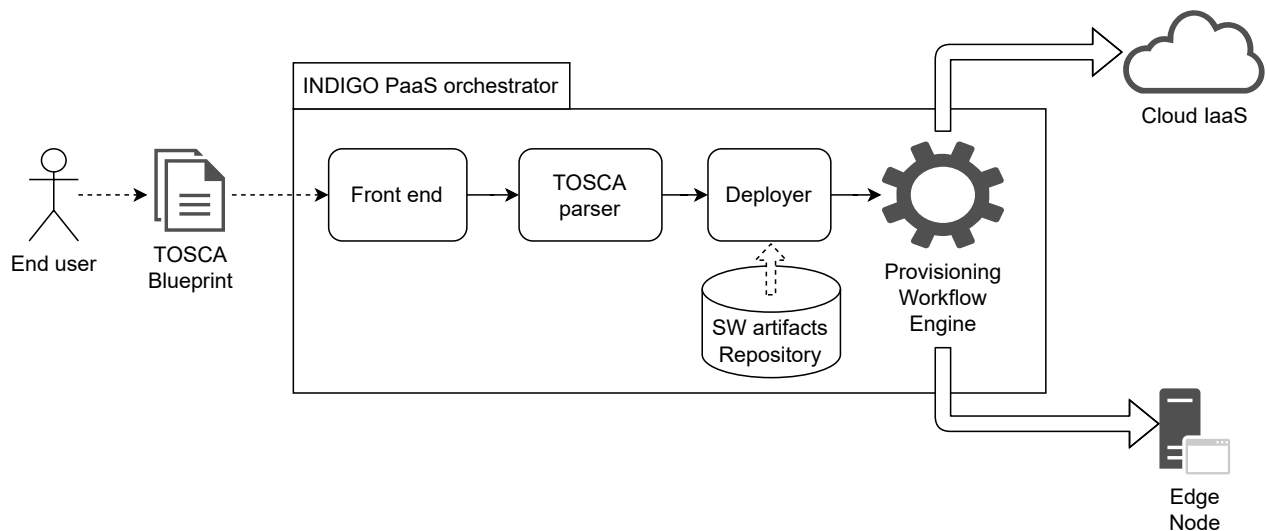 INDIGO PaaS orchestrator
Cloud IaaS
Front end
TOSCA
parser
Deployer
End user
TOSCA
Blueprint
SW artifacts
Repository
Provisioning
Workflow
Engine
Edge
Node